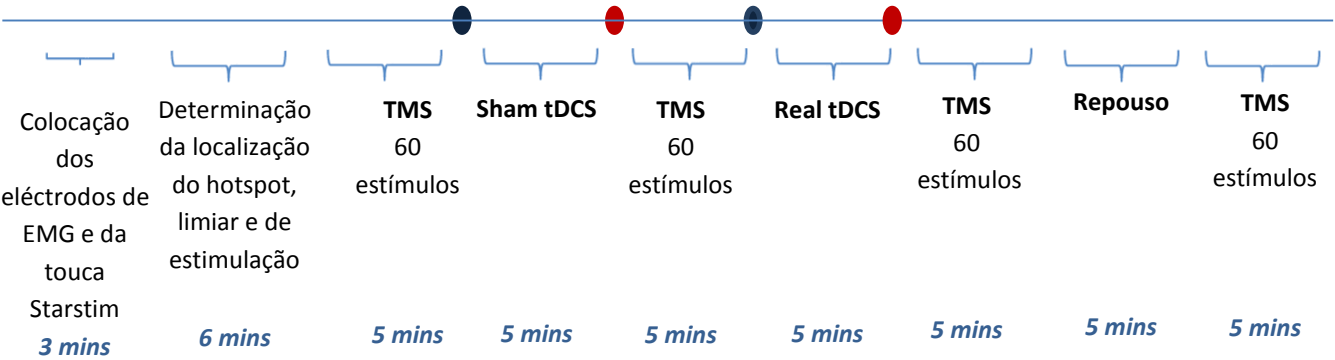 Colocação
dos
eléctrodos de
EMG e da
touca
Starstim
3 mins
Determinação
da localização
do hotspot,
limiar e de
estimulação
6 mins
TMS
60
estímulos
5 mins
Sham tDCS
5 mins
TMS
60
estímulos
5 mins
Real tDCS
5 mins
TMS
60
estímulos
5 mins
Repouso
5 mins
TMS
60
estímulos
5 mins